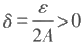 δ = ε/2A > 0